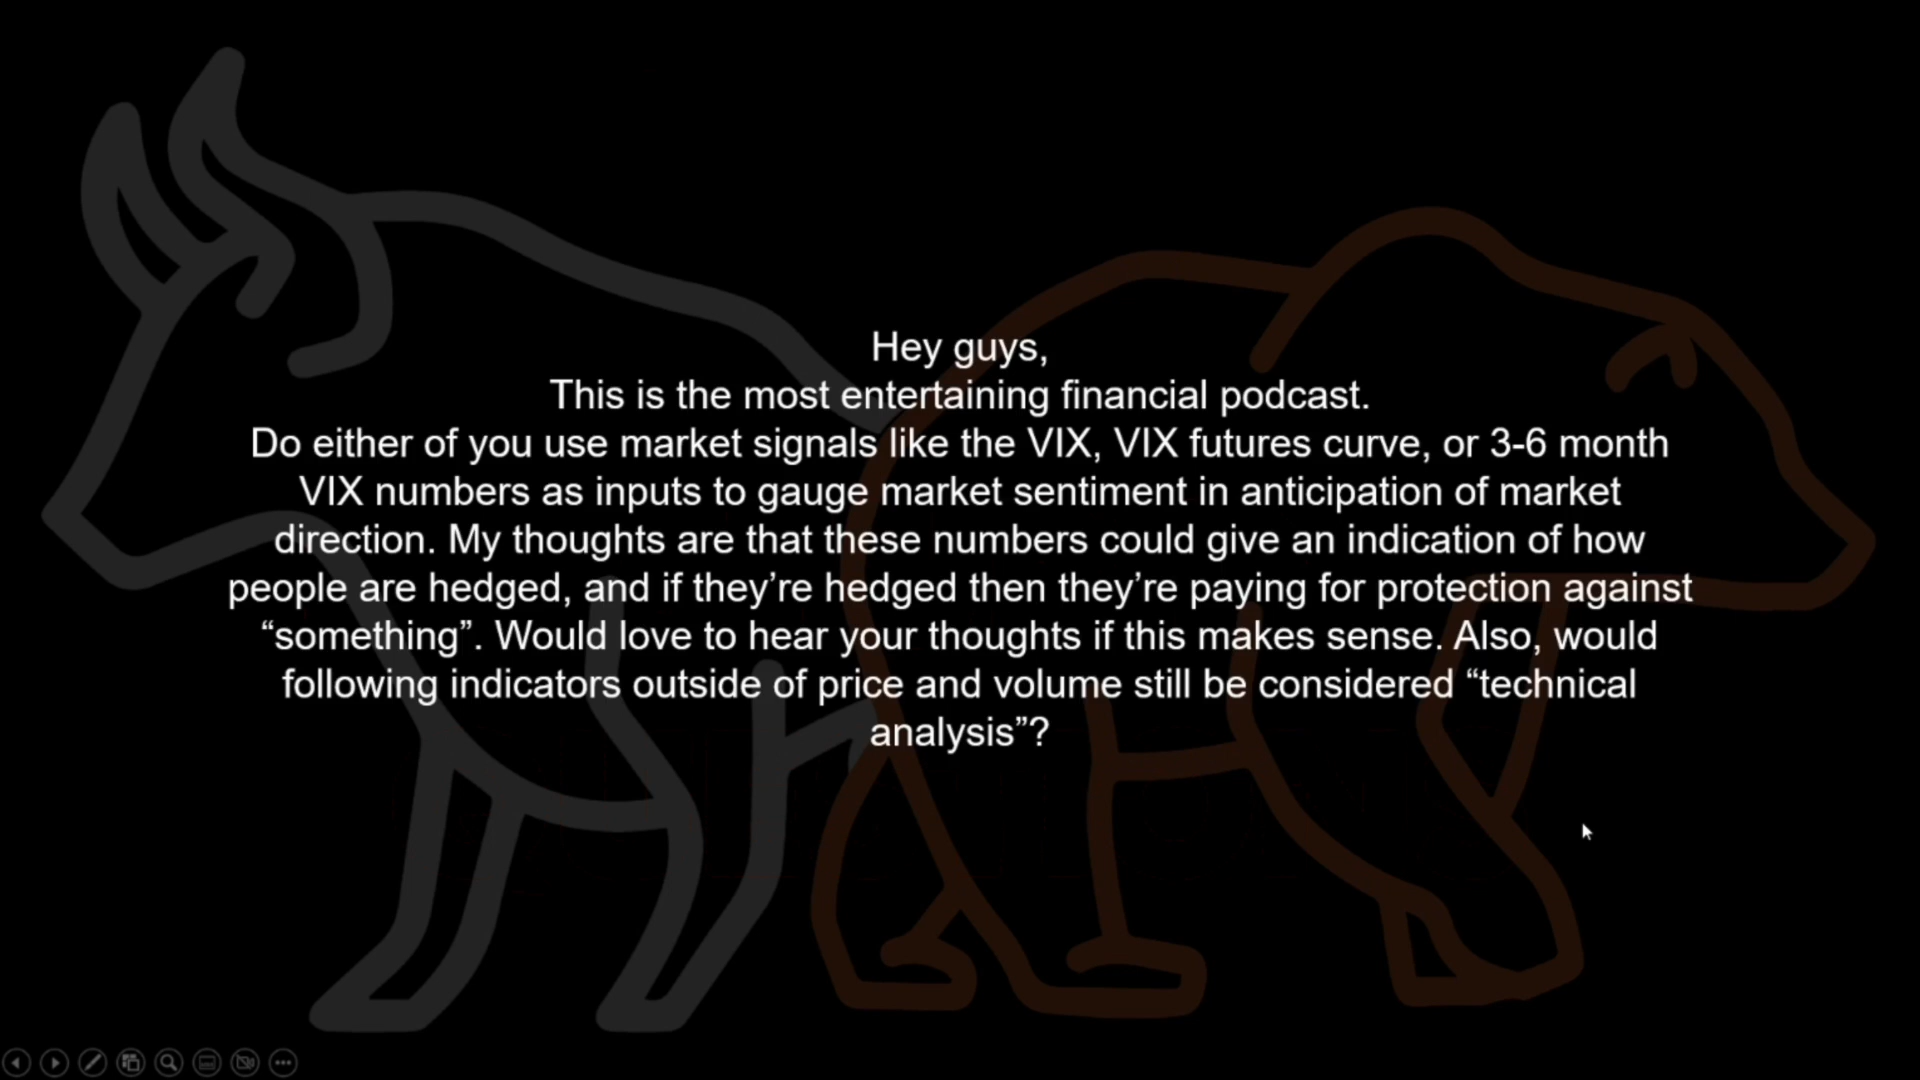 Hey guys,
This is the most entertaining financial podcast.
Do either of you use market signals like the VIX, VIX futures curve, or 3-6 month
VIX numbers as inputs to gauge market sentiment in anticipation of market
direction. My thoughts are that these numbers could give an indication of how
people are hedged, and if they’re hedged then they’re paying for protection against
“something”. Would love to hear your thoughts if this makes sense. Also, would
following indicators outside of price and volume still be considered “technical
analysis”?